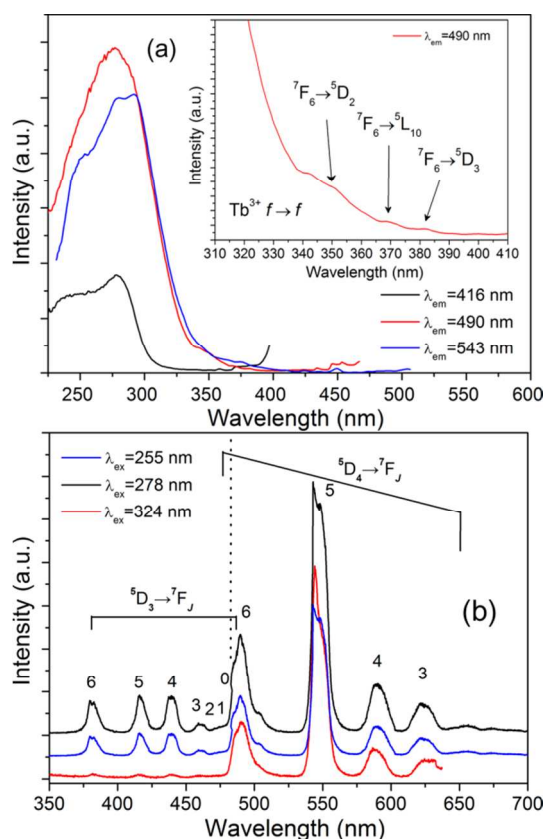 (a)
λem=490 nm
⁷F₆→⁵D₂
⁷F₆→⁵L₁₀
⁷F₆→⁵D₃
Tb³⁺ f→f
Intensity (a.u.)
310 320 330 340 350 360 370 380 390 400 410
Wavelength (nm)
λem=416 nm
λem=490 nm
λem=543 nm
Intensity (a.u.)
250 300 350 400 450 500 550 600
Wavelength (nm)
(b)
λex=255 nm
λex=278 nm
λex=324 nm
⁵D₄→⁷FJ
⁵D₃→⁷FJ
6 5 4 3 2 1 0
6 5 4 3
Intensity (a.u.)
350 400 450 500 550 600 650 700
Wavelength (nm)